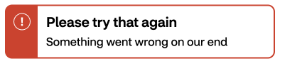 Please try that again
Something went wrong on our end